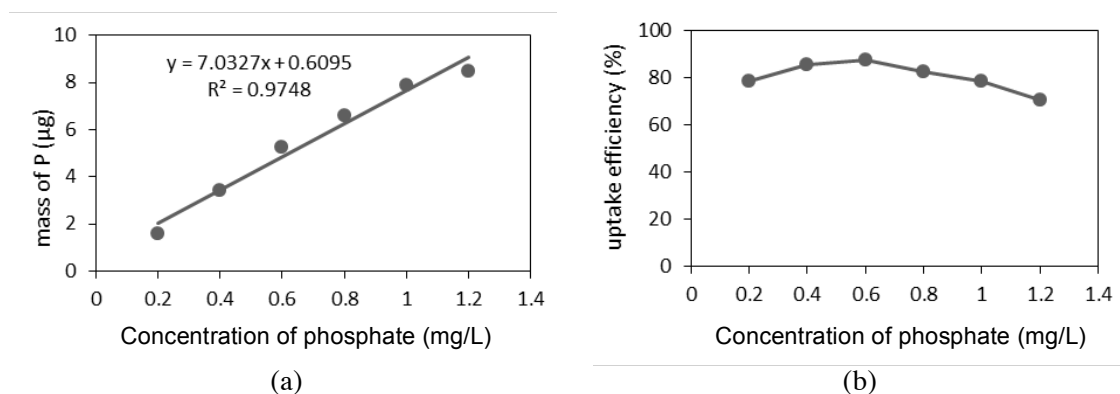 mass of P (µg)
10
8
6
4
2
0
y = 7.0327x + 0.6095
R² = 0.9748
0 0.2 0.4 0.6 0.8 1 1.2 1.4
Concentration of phosphate (mg/L)
(a)
uptake efficiency (%)
100
80
60
40
20
0
0 0.2 0.4 0.6 0.8 1 1.2 1.4
Concentration of phosphate (mg/L)
(b)